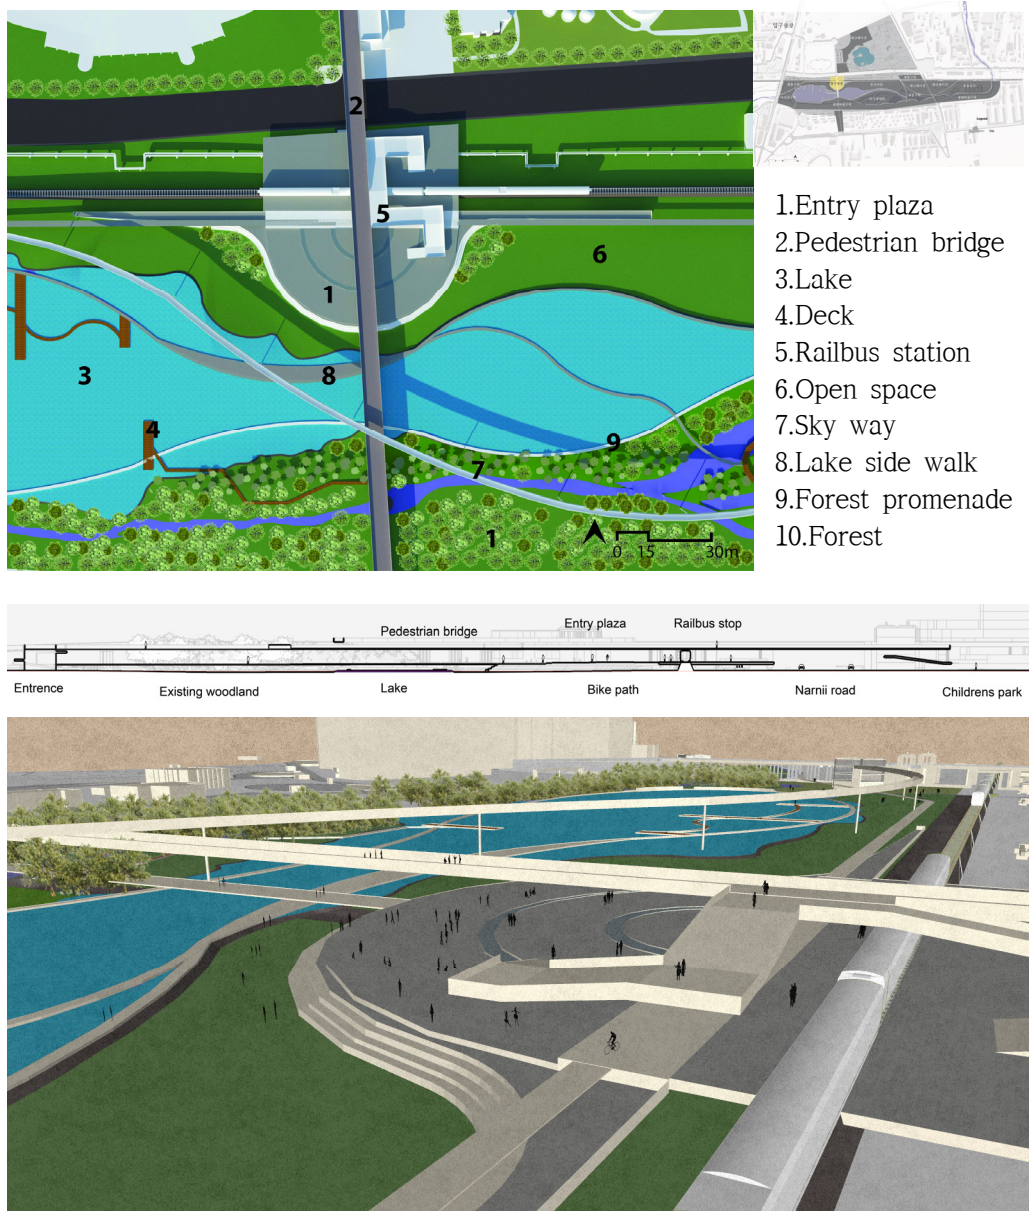 2
5
6
1
3
8
4
9
7
1
0 15 30m
1.Entry plaza
2.Pedestrian bridge
3.Lake
4.Deck
5.Railbus station
6.Open space
7.Sky way
8.Lake side walk
9.Forest promenade
10.Forest
Pedestrian bridge Entry plaza Railbus stop
Entrence Existing woodland Lake Bike path Narnii road Childrens park